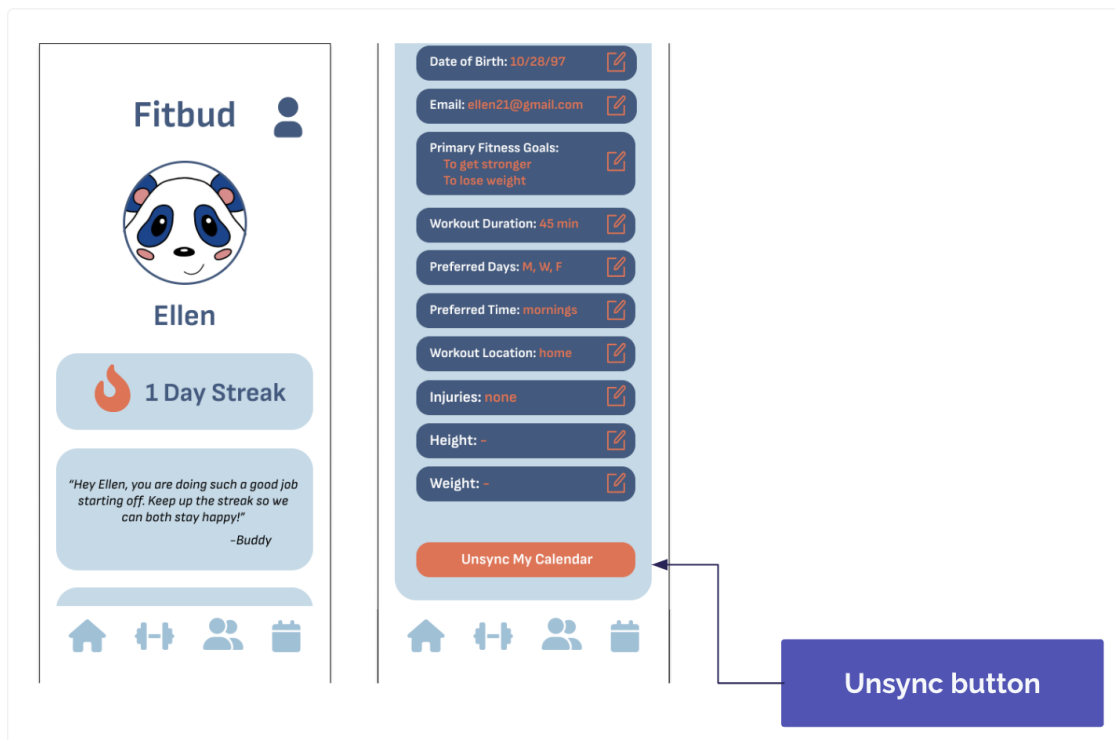 Fitbud
Ellen
1 Day Streak
“Hey Ellen, you are doing such a good job
starting off. Keep up the streak so we
can both stay happy!”
-Buddy
Date of Birth: 10/28/97
Email: ellen21@gmail.com
Primary Fitness Goals:
To get stronger
To lose weight
Workout Duration: 45 min
Preferred Days: M, W, F
Preferred Time: mornings
Workout Location: home
Injuries: none
Height: -
Weight: -
Unsync My Calendar
Unsync button